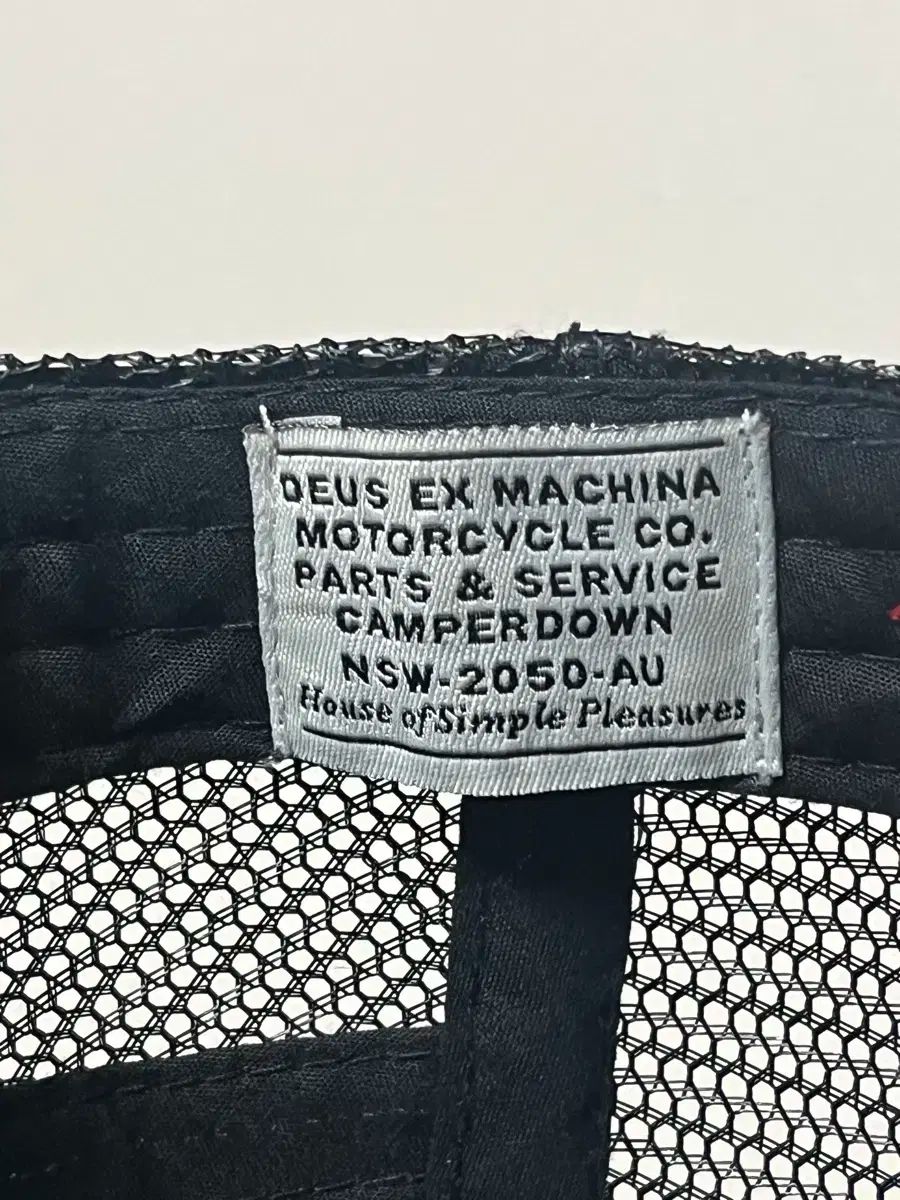 DEUS EX MACHINA
MOTORCYCLE CO.
PARTS & SERVICE
CAMPERDOWN
NSW-2050-AU
House of Simple Pleasures